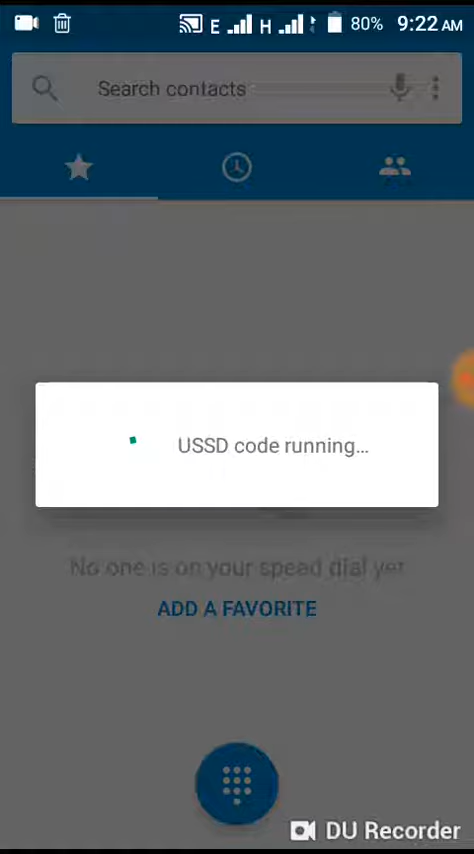 E H 80% 9:22 AM
Search contacts
USSD code running...
No one is on your speed dial yet
ADD A FAVORITE
DU Recorder